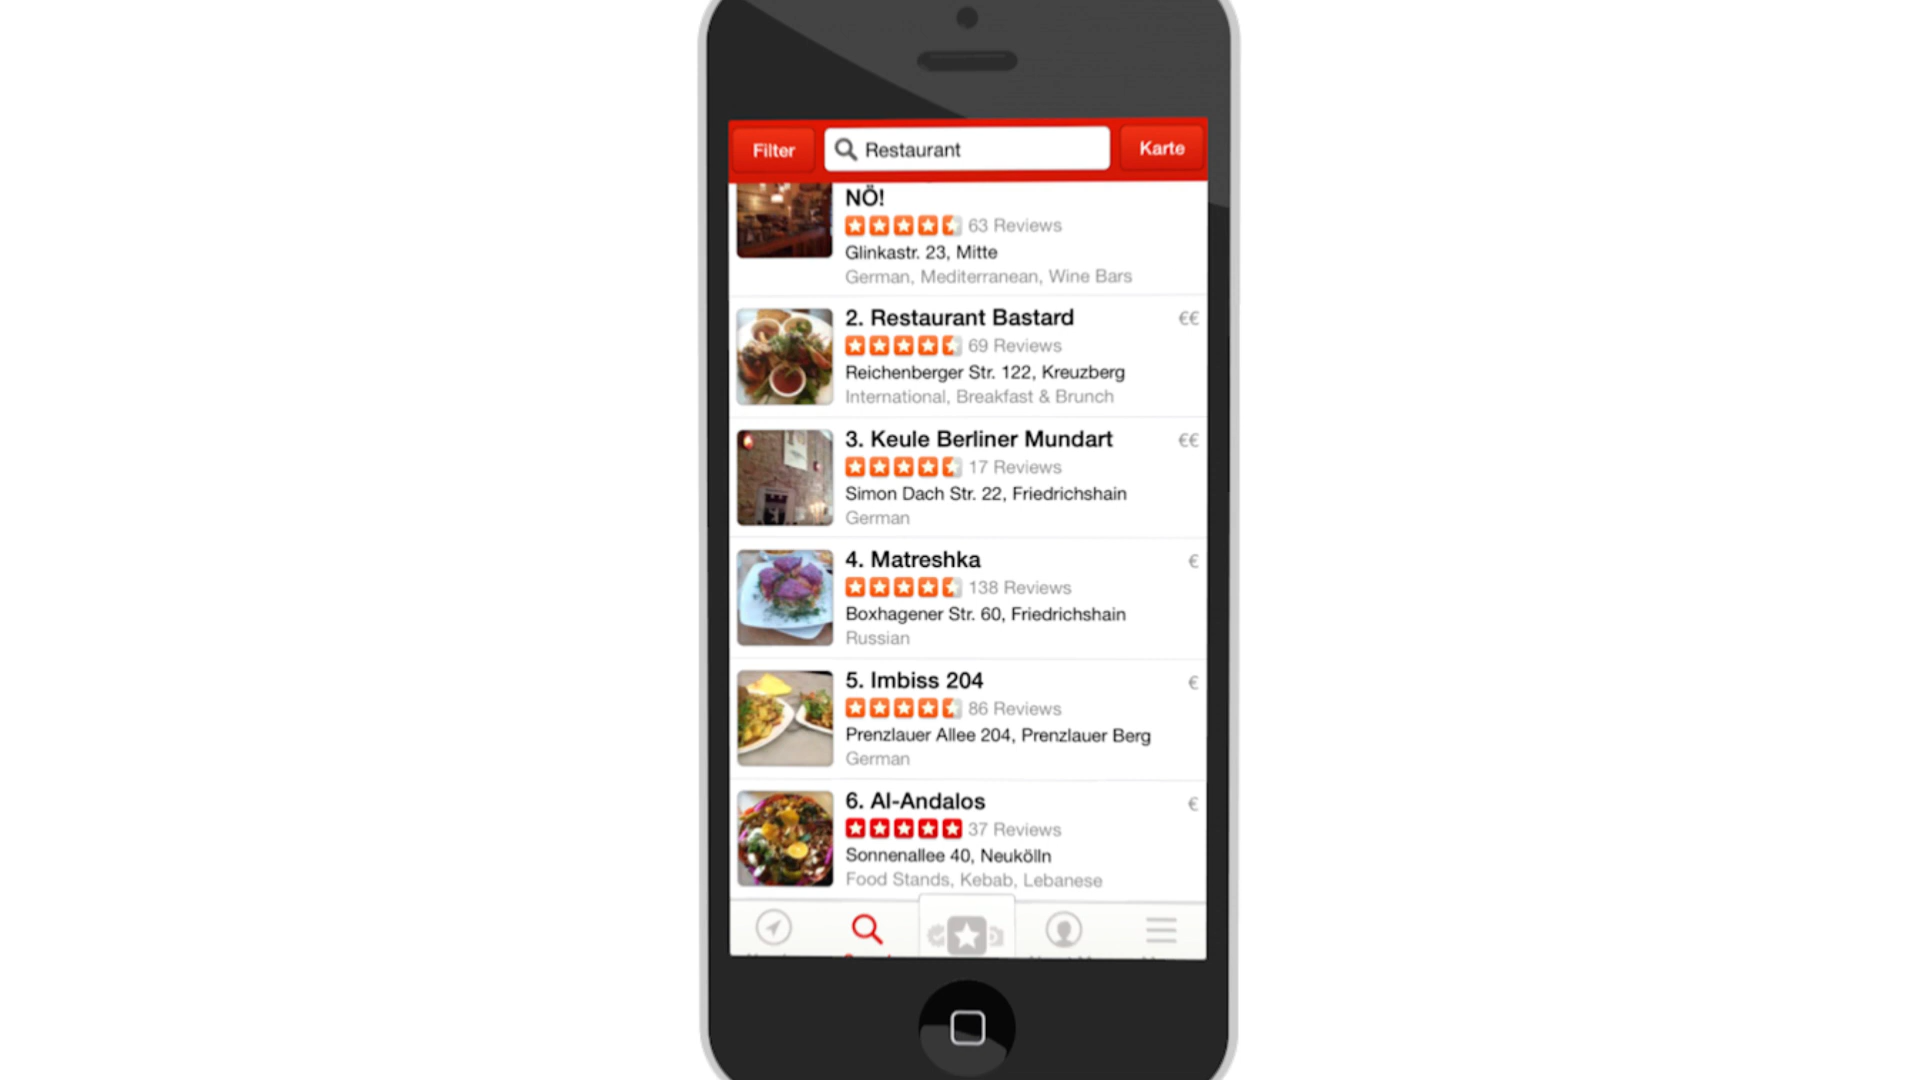 Filter
Restaurant
Karte
NÖ!
63 Reviews
Glinkastr. 23, Mitte
German, Mediterranean, Wine Bars
2. Restaurant Bastard €€
69 Reviews
Reichenberger Str. 122, Kreuzberg
International, Breakfast & Brunch
3. Keule Berliner Mundart €€
17 Reviews
Simon Dach Str. 22, Friedrichshain
German
4. Matreshka €
138 Reviews
Boxhagener Str. 60, Friedrichshain
Russian
5. Imbiss 204 €
86 Reviews
Prenzlauer Allee 204, Prenzlauer Berg
German
6. Al-Andalos €
37 Reviews
Sonnenallee 40, Neukölln
Food Stands, Kebab, Lebanese